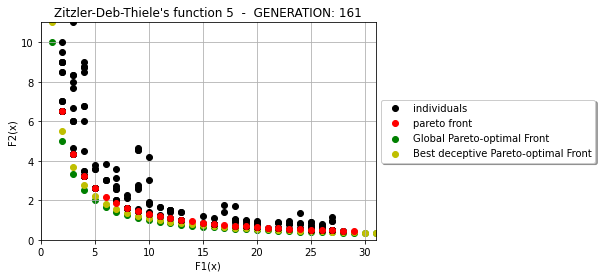 Zitzler-Deb-Thiele's function 5 - GENERATION: 161
10
8
6
4
2
0
F2(x)
0 5 10 15 20 25 30
F1(x)
individuals
pareto front
Global Pareto-optimal Front
Best deceptive Pareto-optimal Front